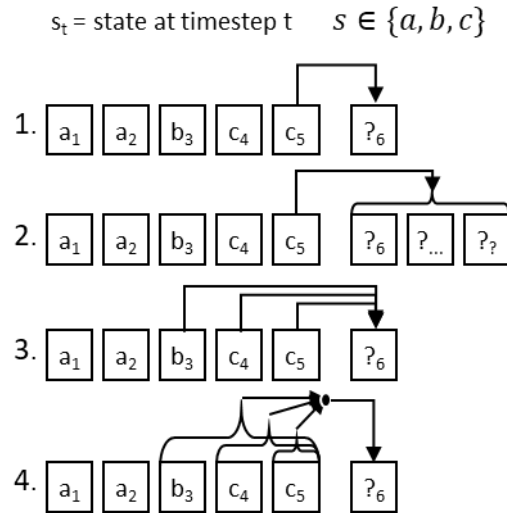 s_t = state at timestep t s ∈ {a, b, c}
1. a_1 a_2 b_3 c_4 c_5 ?_6
2. a_1 a_2 b_3 c_4 c_5 ?_6 ?_... ?_?
3. a_1 a_2 b_3 c_4 c_5 ?_6
4. a_1 a_2 b_3 c_4 c_5 ?_6